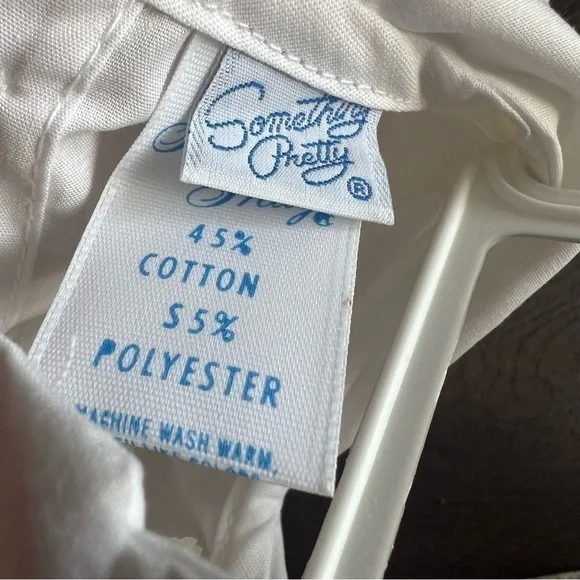 Something
Pretty®
45%
COTTON
55%
POLYESTER
MACHINE WASH WARM,